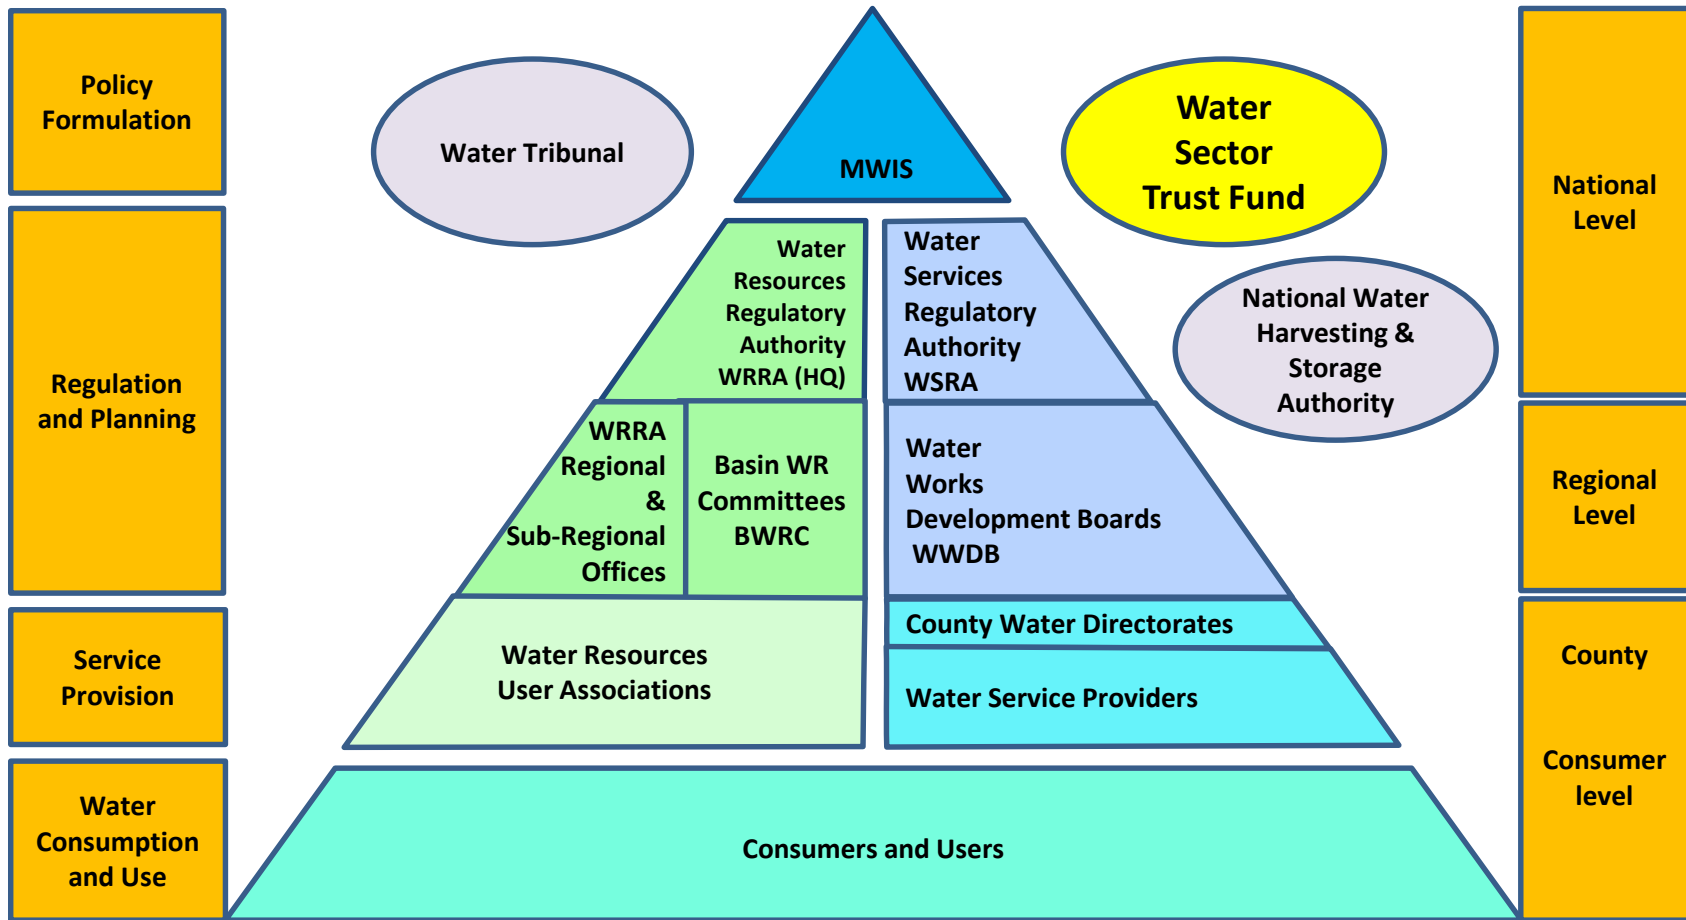 Policy
Formulation
Regulation
and Planning
Service
Provision
Water
Consumption
and Use
Water Tribunal
MWIS
Water
Sector
Trust Fund
National Water
Harvesting &
Storage
Authority
Water
Resources
Regulatory
Authority
WRRA (HQ)
Water
Services
Regulatory
Authority
WSRA
WRRA
Regional
&
Sub-Regional
Offices
Basin WR
Committees
BWRC
Water
Works
Development Boards
WWDB
Water Resources
User Associations
County Water Directorates
Water Service Providers
Consumers and Users
National
Level
Regional
Level
County
Consumer
level